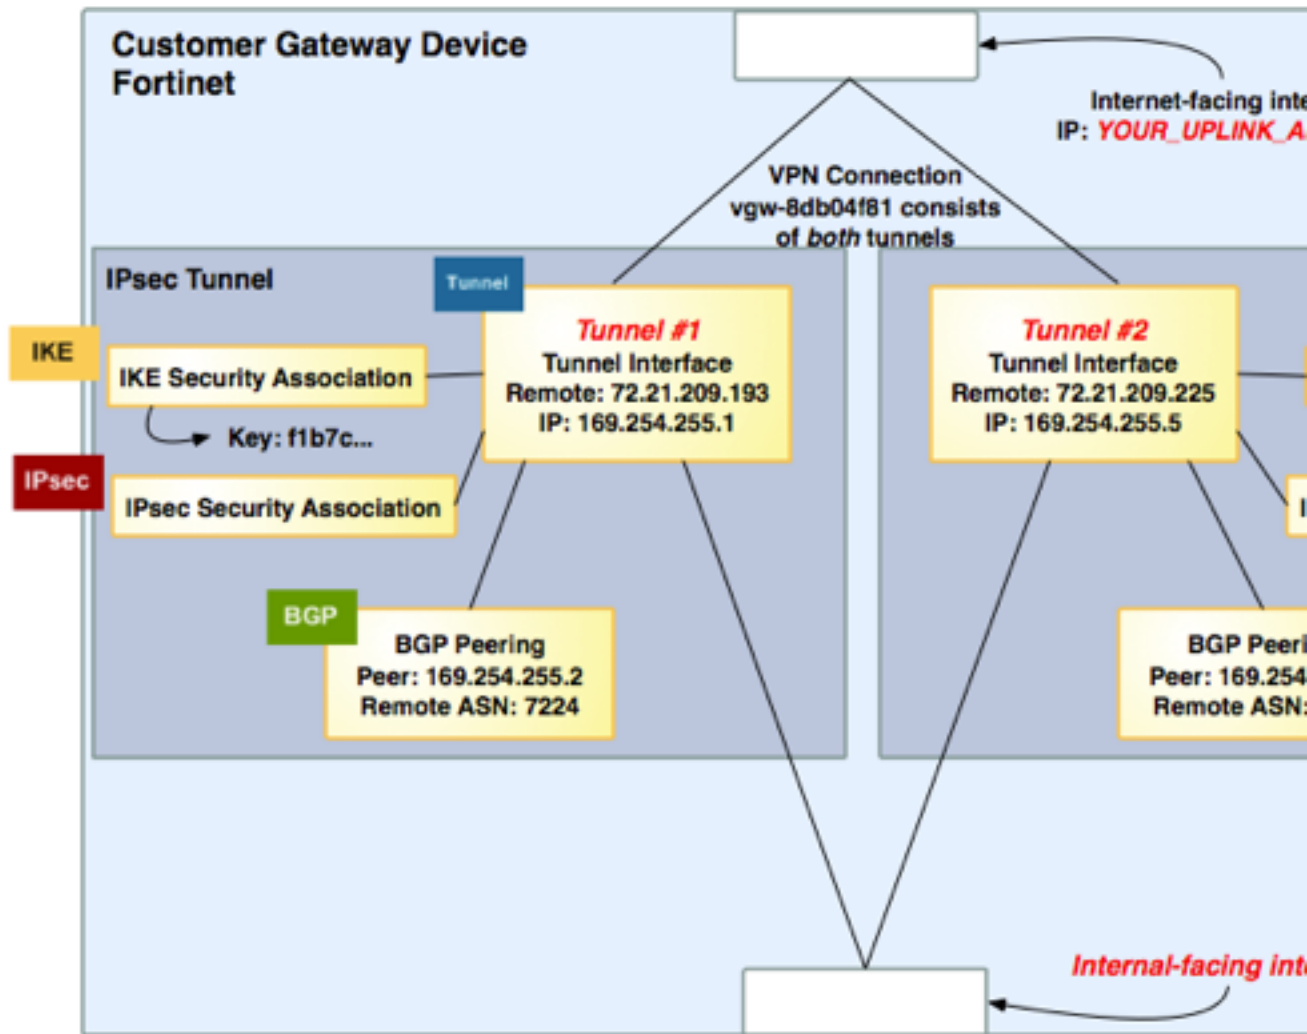 Customer Gateway Device
Fortinet
Internet-facing inte
IP: YOUR_UPLINK_A
VPN Connection
vgw-8db04f81 consists
of both tunnels
IPsec Tunnel
Tunnel
Tunnel #1
Tunnel Interface
Remote: 72.21.209.193
IP: 169.254.255.1
Tunnel #2
Tunnel Interface
Remote: 72.21.209.225
IP: 169.254.255.5
IKE
IKE Security Association
Key: f1b7c...
IPsec
IPsec Security Association
BGP
BGP Peering
Peer: 169.254.255.2
Remote ASN: 7224
BGP Peeri
Peer: 169.254
Remote ASN:
Internal-facing inte